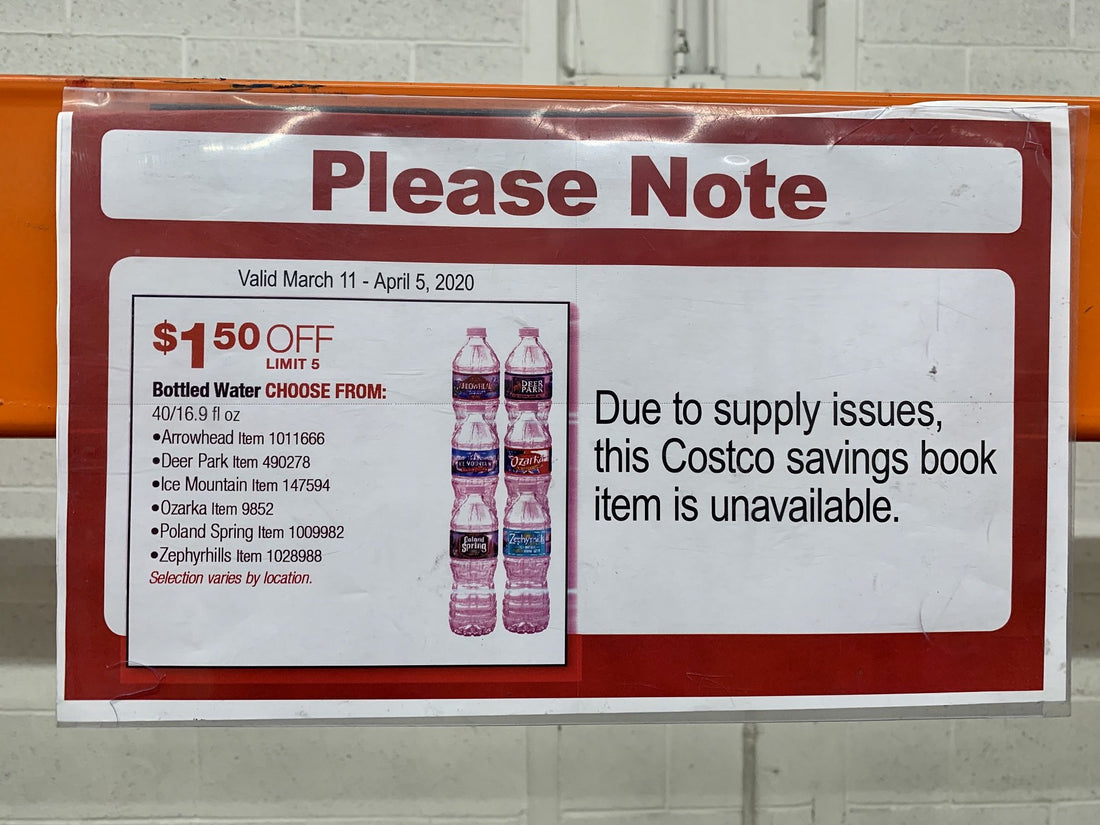 Please Note
Valid March 11 - April 5, 2020
$1.50 OFF
LIMIT 5
Bottled Water CHOOSE FROM:
40/16.9 fl oz
•Arrowhead Item 1011666
•Deer Park Item 490278
•Ice Mountain Item 147594
•Ozarka Item 9852
•Poland Spring Item 1009982
•Zephyrhills Item 1028988
Selection varies by location.
ARROWHEAD
DEER
PARK
ICE MOUNTAIN
Ozarka
Poland
Spring
Zephyrhills
Due to supply issues,
this Costco savings book
item is unavailable.